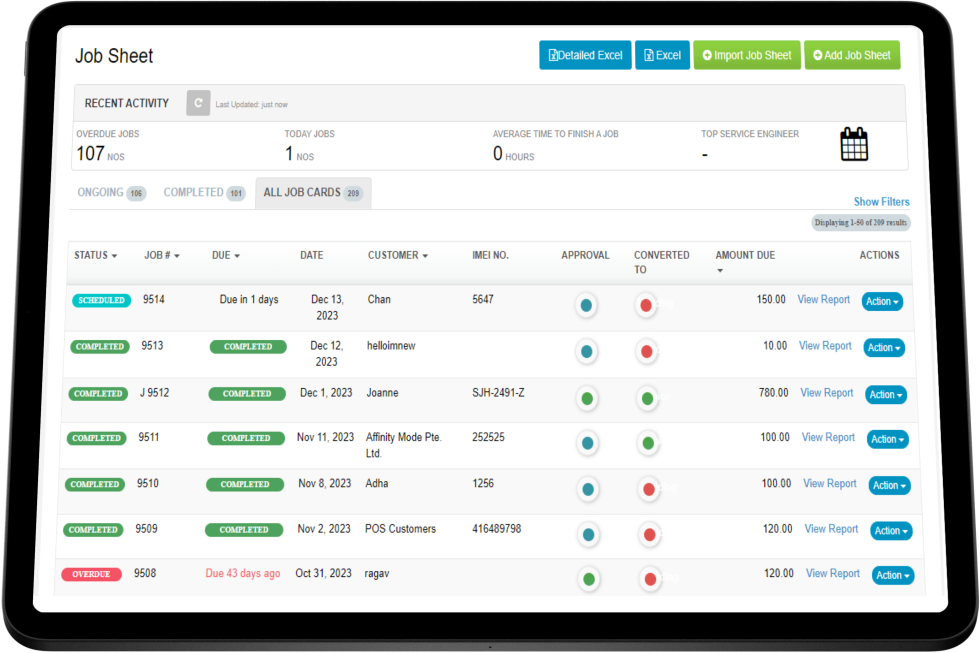 Job Sheet
Detailed Excel Excel Import Job Sheet Add Job Sheet
RECENT ACTIVITY Last Updated: just now
OVERDUE JOBS TODAY JOBS AVERAGE TIME TO FINISH A JOB TOP SERVICE ENGINEER
107 NOS 1 NOS 0 HOURS -
ONGOING 106 COMPLETED 101 ALL JOB CARDS 209
Show Filters
Displaying 1-50 of 209 results
STATUS JOB # DUE DATE CUSTOMER IMEI NO. APPROVAL CONVERTED AMOUNT DUE ACTIONS
TO
SCHEDULED 9514 Due in 1 days Dec 13, Chan 5647 150.00 View Report Action
2023
COMPLETED 9513 COMPLETED Dec 12, helloimnew 10.00 View Report Action
2023
COMPLETED J 9512 COMPLETED Dec 1, 2023 Joanne SJH-2491-Z 780.00 View Report Action
COMPLETED 9511 COMPLETED Nov 11, 2023 Affinity Mode Pte. 252525 100.00 View Report Action
Ltd.
COMPLETED 9510 COMPLETED Nov 8, 2023 Adha 1256 100.00 View Report Action
COMPLETED 9509 COMPLETED Nov 2, 2023 POS Customers 416489798 120.00 View Report Action
OVERDUE 9508 Due 43 days ago Oct 31, 2023 ragav 120.00 View Report Action